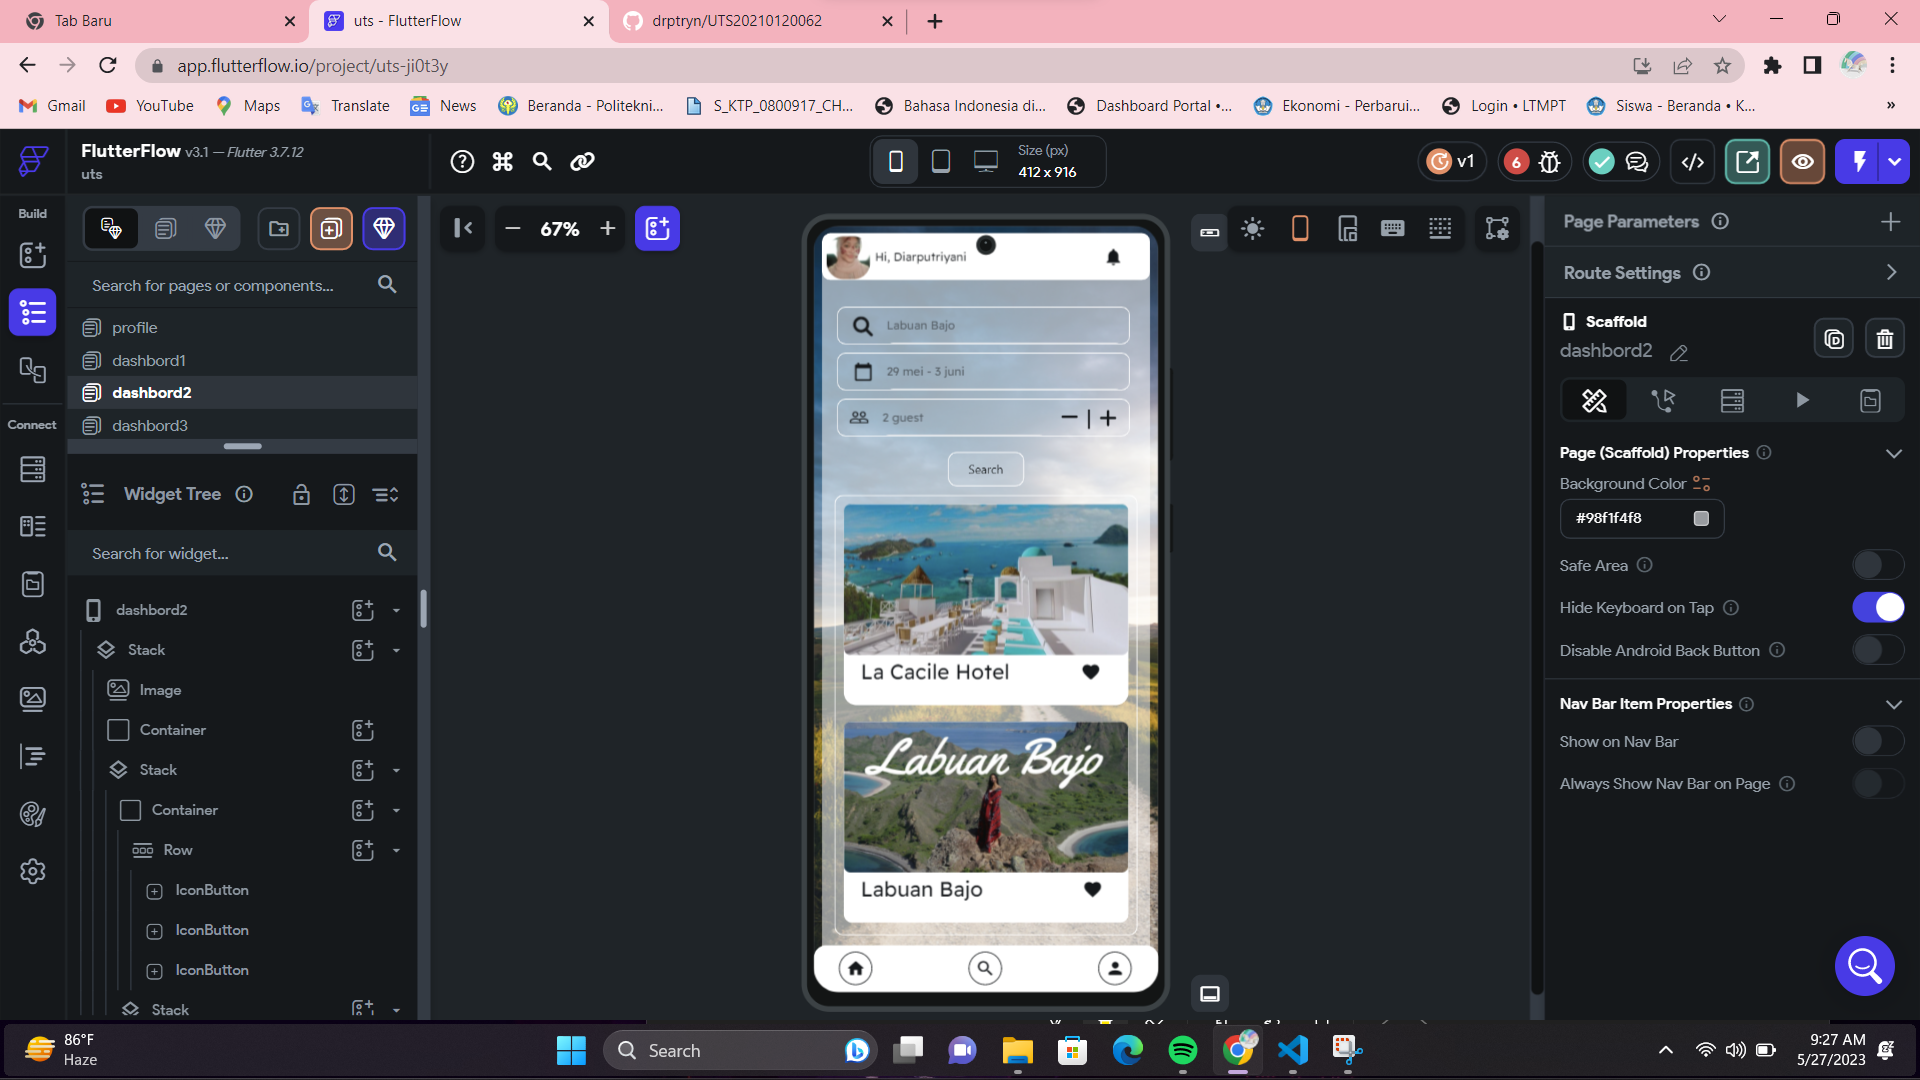 Tab Baru
uts - FlutterFlow
drptryn/UTS20210120062
app.flutterflow.io/project/uts-ji0t3y
Gmail
YouTube
Maps
Translate
News
Beranda - Politekni...
S_KTP_0800917_CH...
Bahasa Indonesia di...
Dashboard Portal •...
Ekonomi - Perbarui...
Login • LTMPT
Siswa - Beranda • K...
»
FlutterFlow v3.1 — Flutter 3.7.12
uts
Size (px)
412 x 916
v1
6
Build
67%
Search for pages or components...
profile
dashbord1
dashbord2
dashbord3
Connect
Widget Tree
Search for widget...
dashbord2
Stack
Image
Container
Stack
Container
Row
IconButton
IconButton
IconButton
Stack
Hi, Diarputriyani
Labuan Bajo
29 mei - 3 juni
2 guest
Search
La Cacile Hotel
Labuan Bajo
Labuan Bajo
Page Parameters
Route Settings
Scaffold
dashbord2
Page (Scaffold) Properties
Background Color
#98f1f4f8
Safe Area
Hide Keyboard on Tap
Disable Android Back Button
Nav Bar Item Properties
Show on Nav Bar
Always Show Nav Bar on Page
86°F
Haze
Search
9:27 AM
5/27/2023